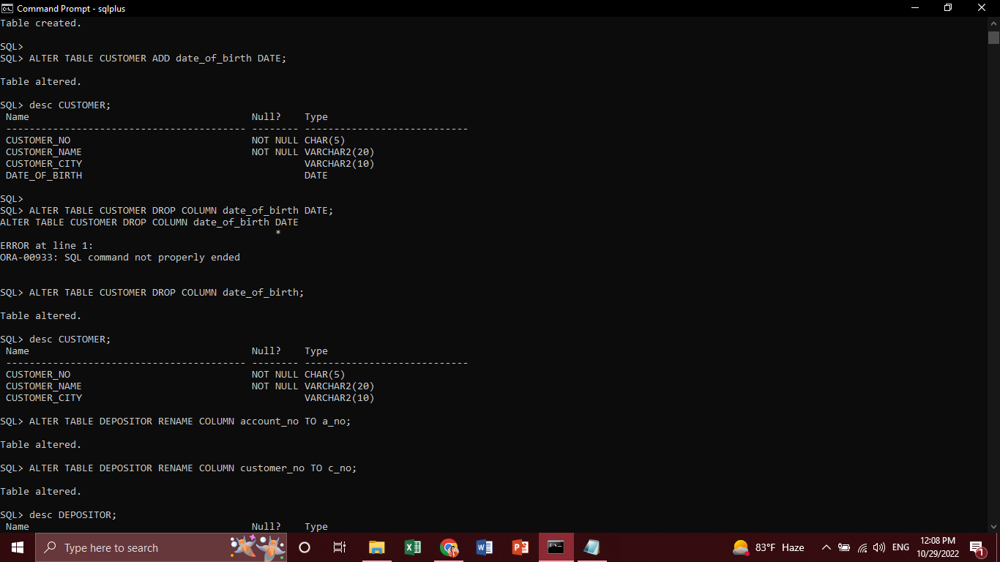 Command Prompt - sqlplus
Table created.
SQL>
SQL> ALTER TABLE CUSTOMER ADD date_of_birth DATE;
Table altered.
SQL> desc CUSTOMER;
Name Null? Type
----------------------------------------- -------- ----------------------------
CUSTOMER_NO NOT NULL CHAR(5)
CUSTOMER_NAME NOT NULL VARCHAR2(20)
CUSTOMER_CITY VARCHAR2(10)
DATE_OF_BIRTH DATE
SQL>
SQL> ALTER TABLE CUSTOMER DROP COLUMN date_of_birth DATE;
ALTER TABLE CUSTOMER DROP COLUMN date_of_birth DATE
*
ERROR at line 1:
ORA-00933: SQL command not properly ended
SQL> ALTER TABLE CUSTOMER DROP COLUMN date_of_birth;
Table altered.
SQL> desc CUSTOMER;
Name Null? Type
----------------------------------------- -------- ----------------------------
CUSTOMER_NO NOT NULL CHAR(5)
CUSTOMER_NAME NOT NULL VARCHAR2(20)
CUSTOMER_CITY VARCHAR2(10)
SQL> ALTER TABLE DEPOSITOR RENAME COLUMN account_no TO a_no;
Table altered.
SQL> ALTER TABLE DEPOSITOR RENAME COLUMN customer_no TO c_no;
Table altered.
SQL> desc DEPOSITOR;
Name Null? Type
Type here to search
83°F Haze
ENG
12:08 PM
10/29/2022
1